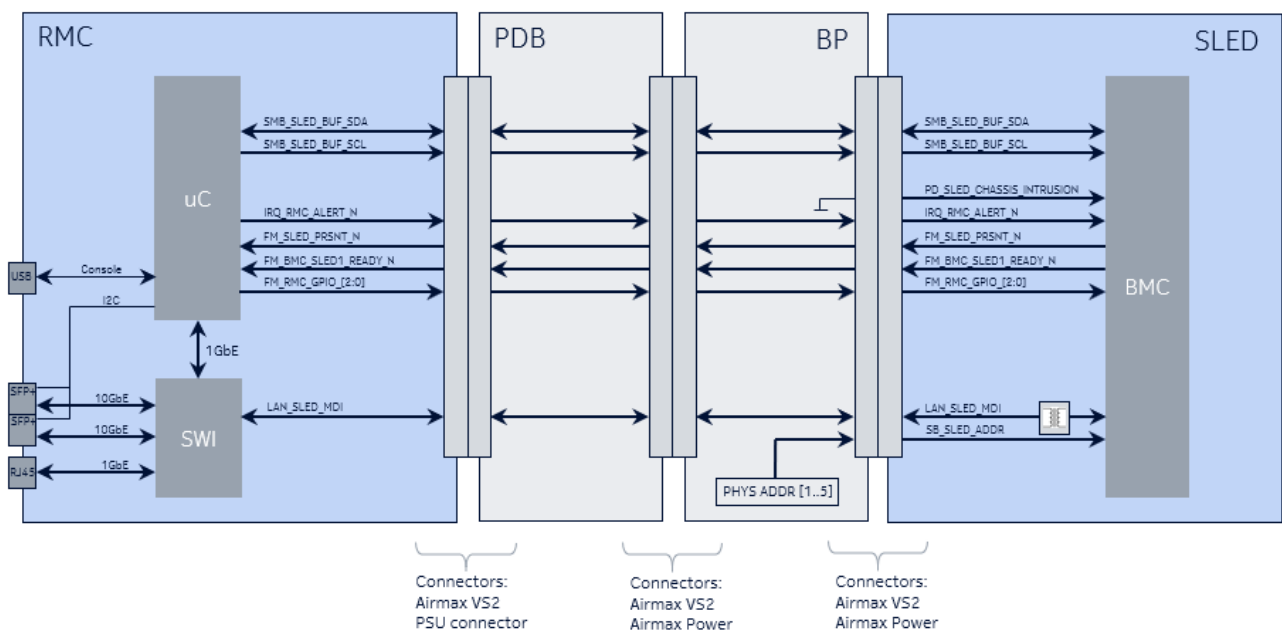 RMC
PDB
BP
SLED
SMB_SLED_BUF_SDA
SMB_SLED_BUF_SDA
SMB_SLED_BUF_SCL
SMB_SLED_BUF_SCL
uC
PD_SLED_CHASSIS_INTRUSION
IRQ_RMC_ALERT_N
IRQ_RMC_ALERT_N
FM_SLED_PRSNT_N
FM_SLED_PRSNT_N
USB
Console
FM_BMC_SLED1_READY_N
FM_BMC_SLED1_READY_N
FM_RMC_GPIO_[2:0]
FM_RMC_GPIO_[2:0]
BMC
I2C
1GbE
SFP+
10GbE
LAN_SLED_MDI
LAN_SLED_MDI
SFP+
10GbE
SWI
SB_SLED_ADDR
RJ45
1GbE
PHYS ADDR [1..5]
Connectors:
Airmax VS2
PSU connector
Connectors:
Airmax VS2
Airmax Power
Connectors:
Airmax VS2
Airmax Power